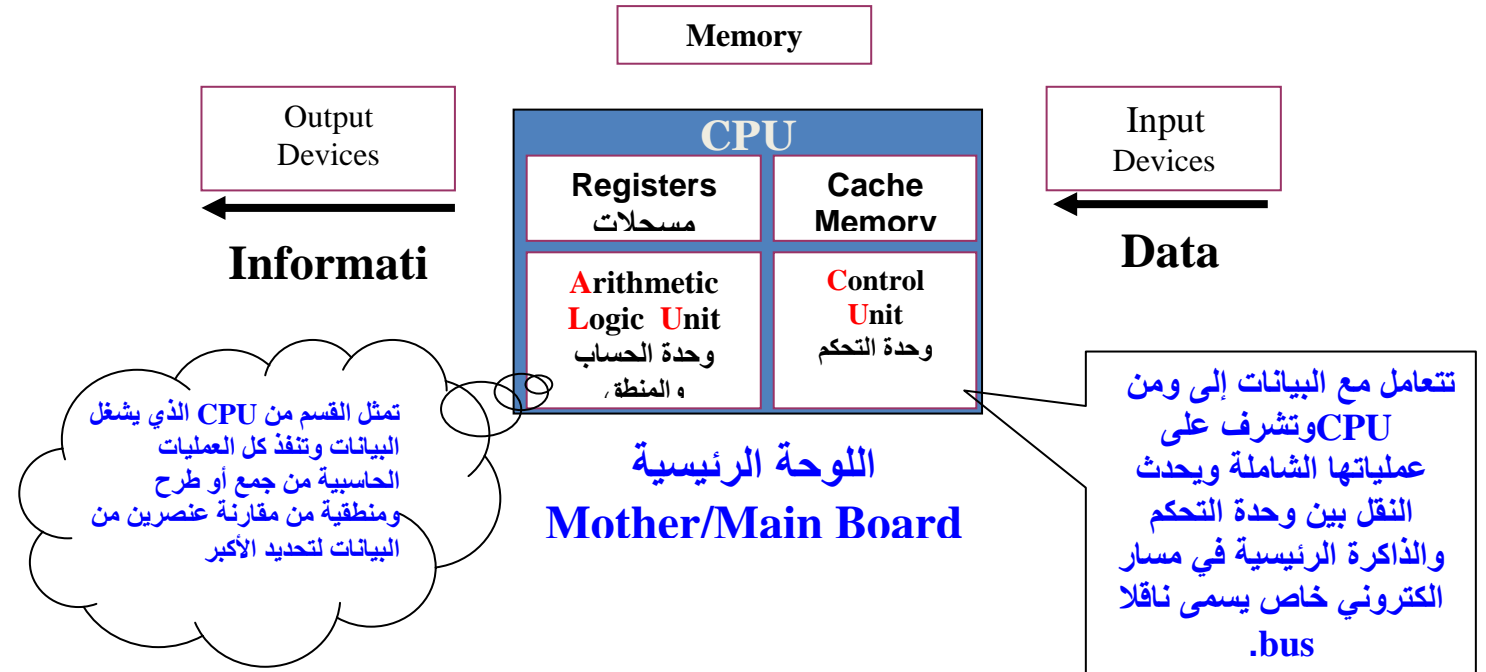 Memory
Output
Devices
CPU
Input
Devices
Registers
مسجلات
Cache
Memory
Informati
Data
Arithmetic
Logic Unit
وحدة الحساب
والمنطق
Control
Unit
وحدة التحكم
تمثل القسم من CPU الذي يشغل
البيانات وتنفذ كل العمليات
الحاسبية من جمع أو طرح
ومنطقية من مقارنة عنصرين من
البيانات لتحديد الأكبر
اللوحة الرئيسية
Mother/Main Board
تتعامل مع البيانات إلى ومن
CPUوتشرف على
عملياتها الشاملة ويحدث
النقل بين وحدة التحكم
والذاكرة الرئيسية في مسار
الكتروني خاص يسمى ناقلا
bus.